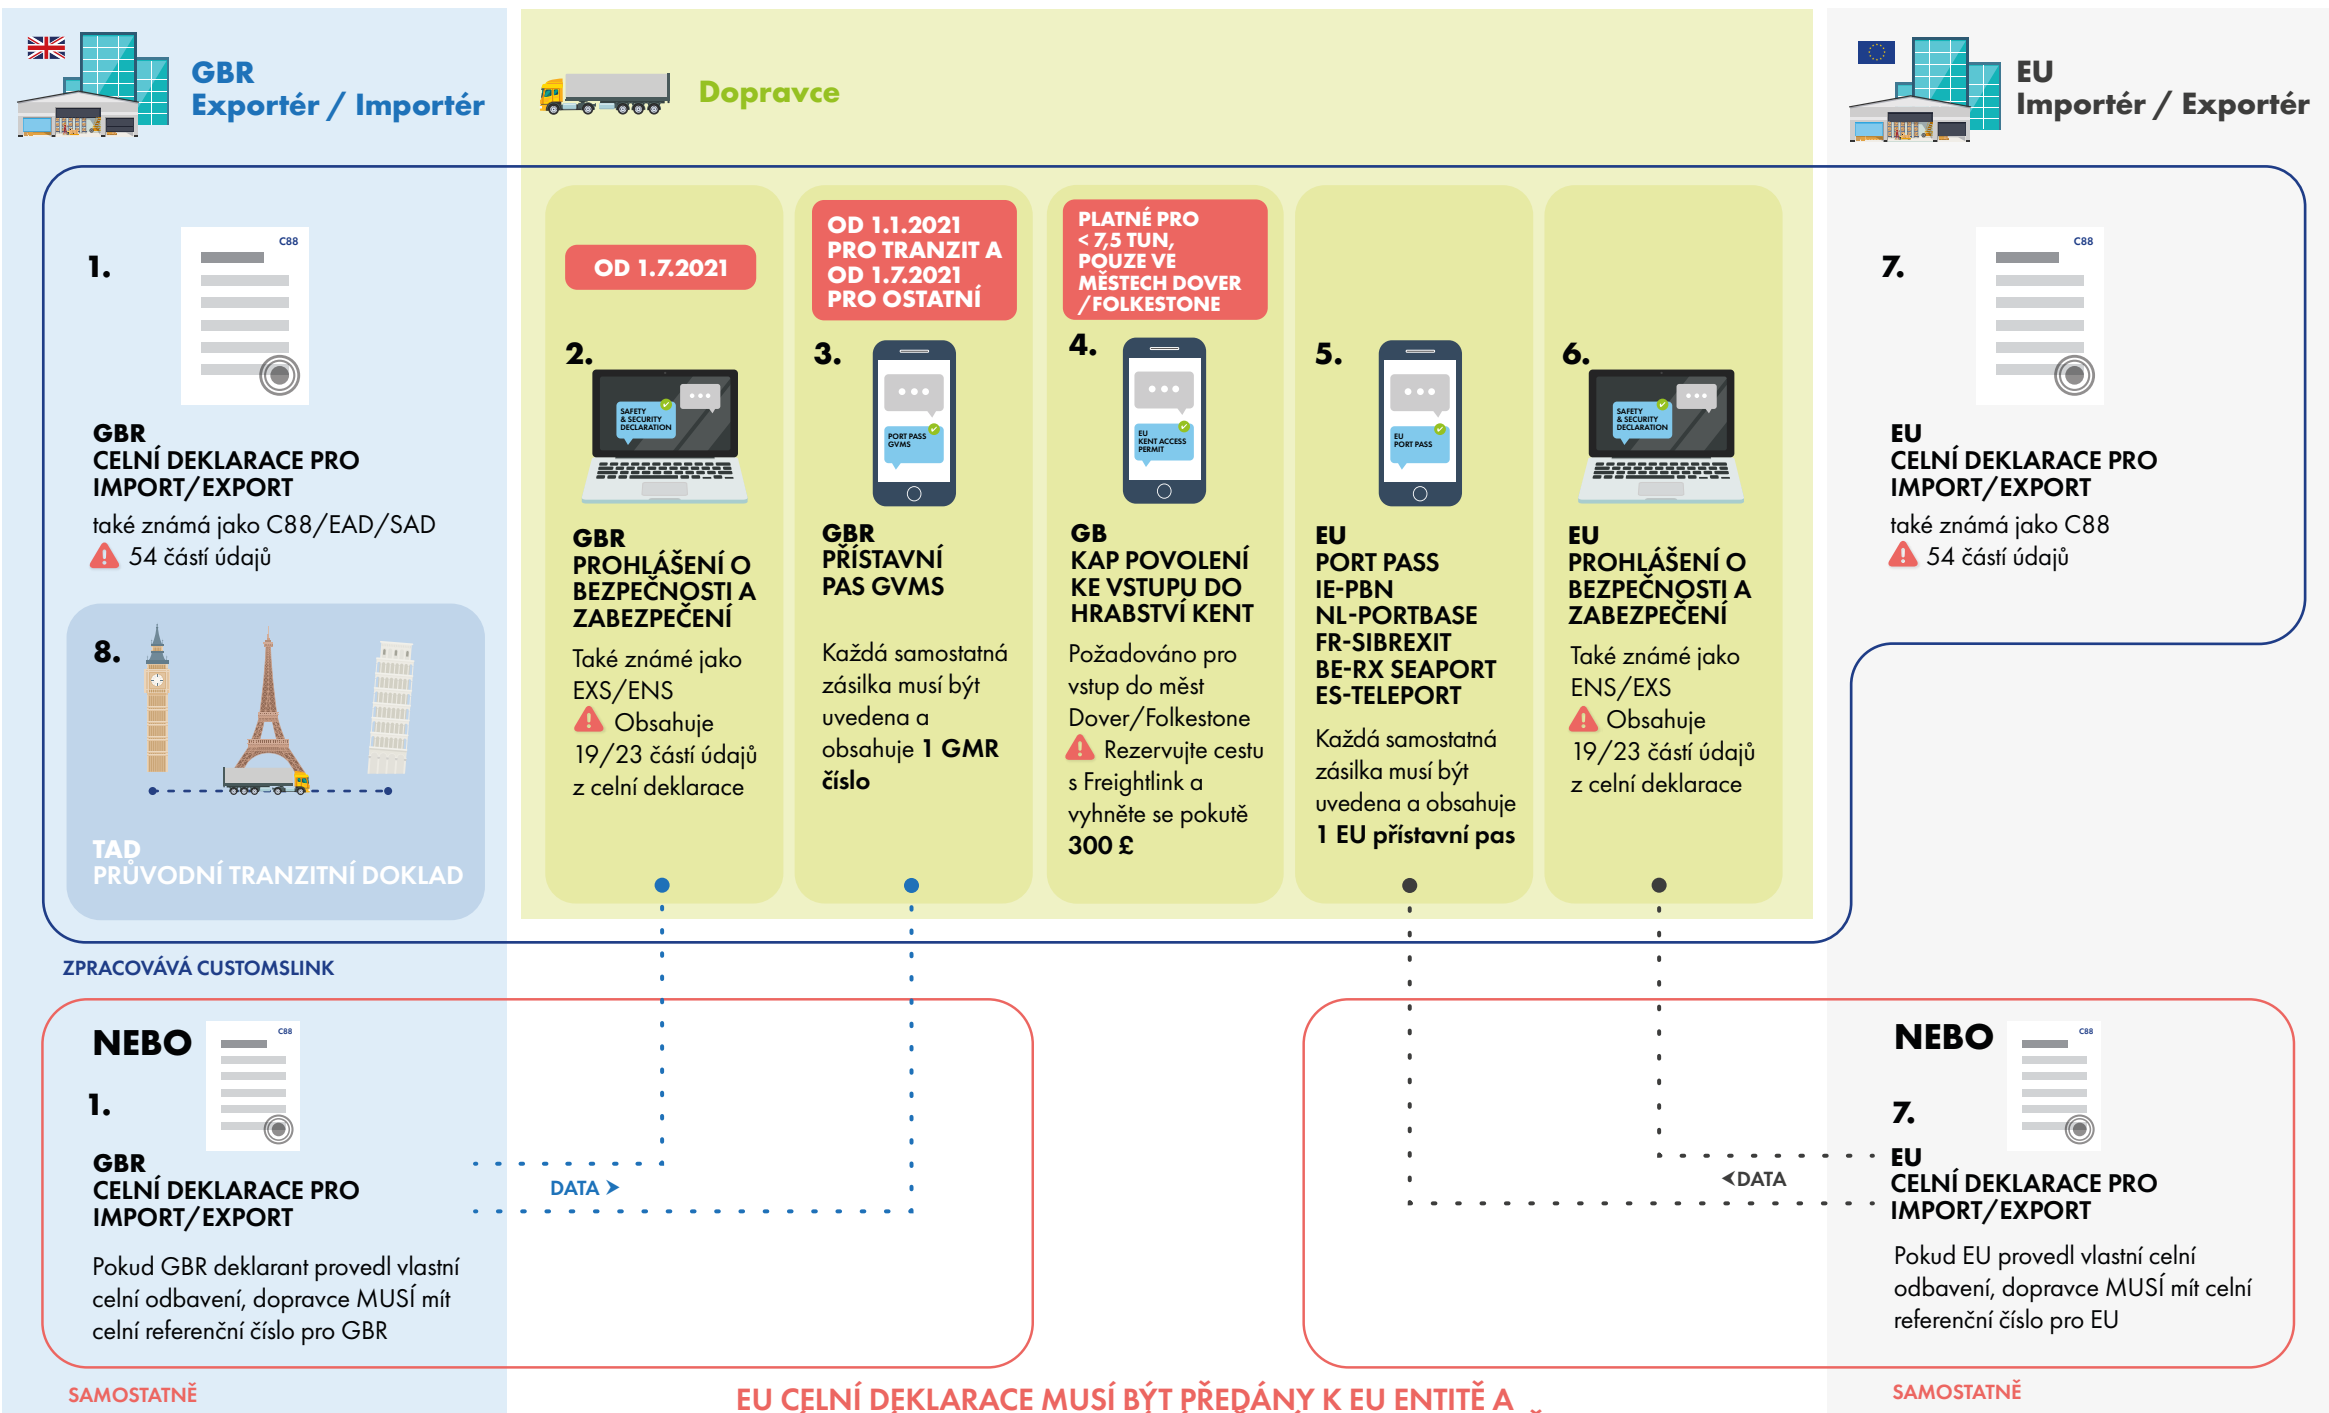 GBR
Exportér / Importér
Dopravce
EU
Importér / Exportér
1.
C88
GBR
CELNÍ DEKLARACE PRO
IMPORT/EXPORT
také známá jako C88/EAD/SAD
54 částí údajů
8.
TAD
PRŮVODNÍ TRANZITNÍ DOKLAD
OD 1.7.2021
2.
SAFETY
& SECURITY
DECLARATION
GBR
PROHLÁŠENÍ O
BEZPEČNOSTI A
ZABEZPEČENÍ
Také známé jako
EXS/ENS
Obsahuje
19/23 částí údajů
z celní deklarace
OD 1.1.2021
PRO TRANZIT A
OD 1.7.2021
PRO OSTATNÍ
3.
PORT PASS
GVMS
GBR
PŘÍSTAVNÍ
PAS GVMS
Každá samostatná
zásilka musí být
uvedena a
obsahuje 1 GMR
číslo
PLATNÉ PRO
< 7,5 TUN,
POUZE VE
MĚSTECH DOVER
/FOLKESTONE
4.
EU
KENT ACCESS
PERMIT
GB
KAP POVOLENÍ
KE VSTUPU DO
HRABSTVÍ KENT
Požadováno pro
vstup do měst
Dover/Folkestone
Rezervujte cestu
s Freightlink a
vyhněte se pokutě
300 £
5.
EU
PORT PASS
EU
PORT PASS
IE-PBN
NL-PORTBASE
FR-SIBREXIT
BE-RX SEAPORT
ES-TELEPORT
Každá samostatná
zásilka musí být
uvedena a obsahuje
1 EU přístavní pas
6.
SAFETY
& SECURITY
DECLARATION
EU
PROHLÁŠENÍ O
BEZPEČNOSTI A
ZABEZPEČENÍ
Také známé jako
ENS/EXS
Obsahuje
19/23 částí údajů
z celní deklarace
7.
C88
EU
CELNÍ DEKLARACE PRO
IMPORT/EXPORT
také známá jako C88
54 částí údajů
ZPRACOVÁVÁ CUSTOMSLINK
NEBO
C88
1.
GBR
CELNÍ DEKLARACE PRO
IMPORT/EXPORT
Pokud GBR deklarant provedl vlastní
celní odbavení, dopravce MUSÍ mít
celní referenční číslo pro GBR
DATA
SAMOSTATNĚ
DATA
NEBO
C88
7.
EU
CELNÍ DEKLARACE PRO
IMPORT/EXPORT
Pokud EU provedl vlastní celní
odbavení, dopravce MUSÍ mít celní
referenční číslo pro EU
SAMOSTATNĚ
EU CELNÍ DEKLARACE MUSÍ BÝT PŘEDÁNY K EU ENTITĚ A